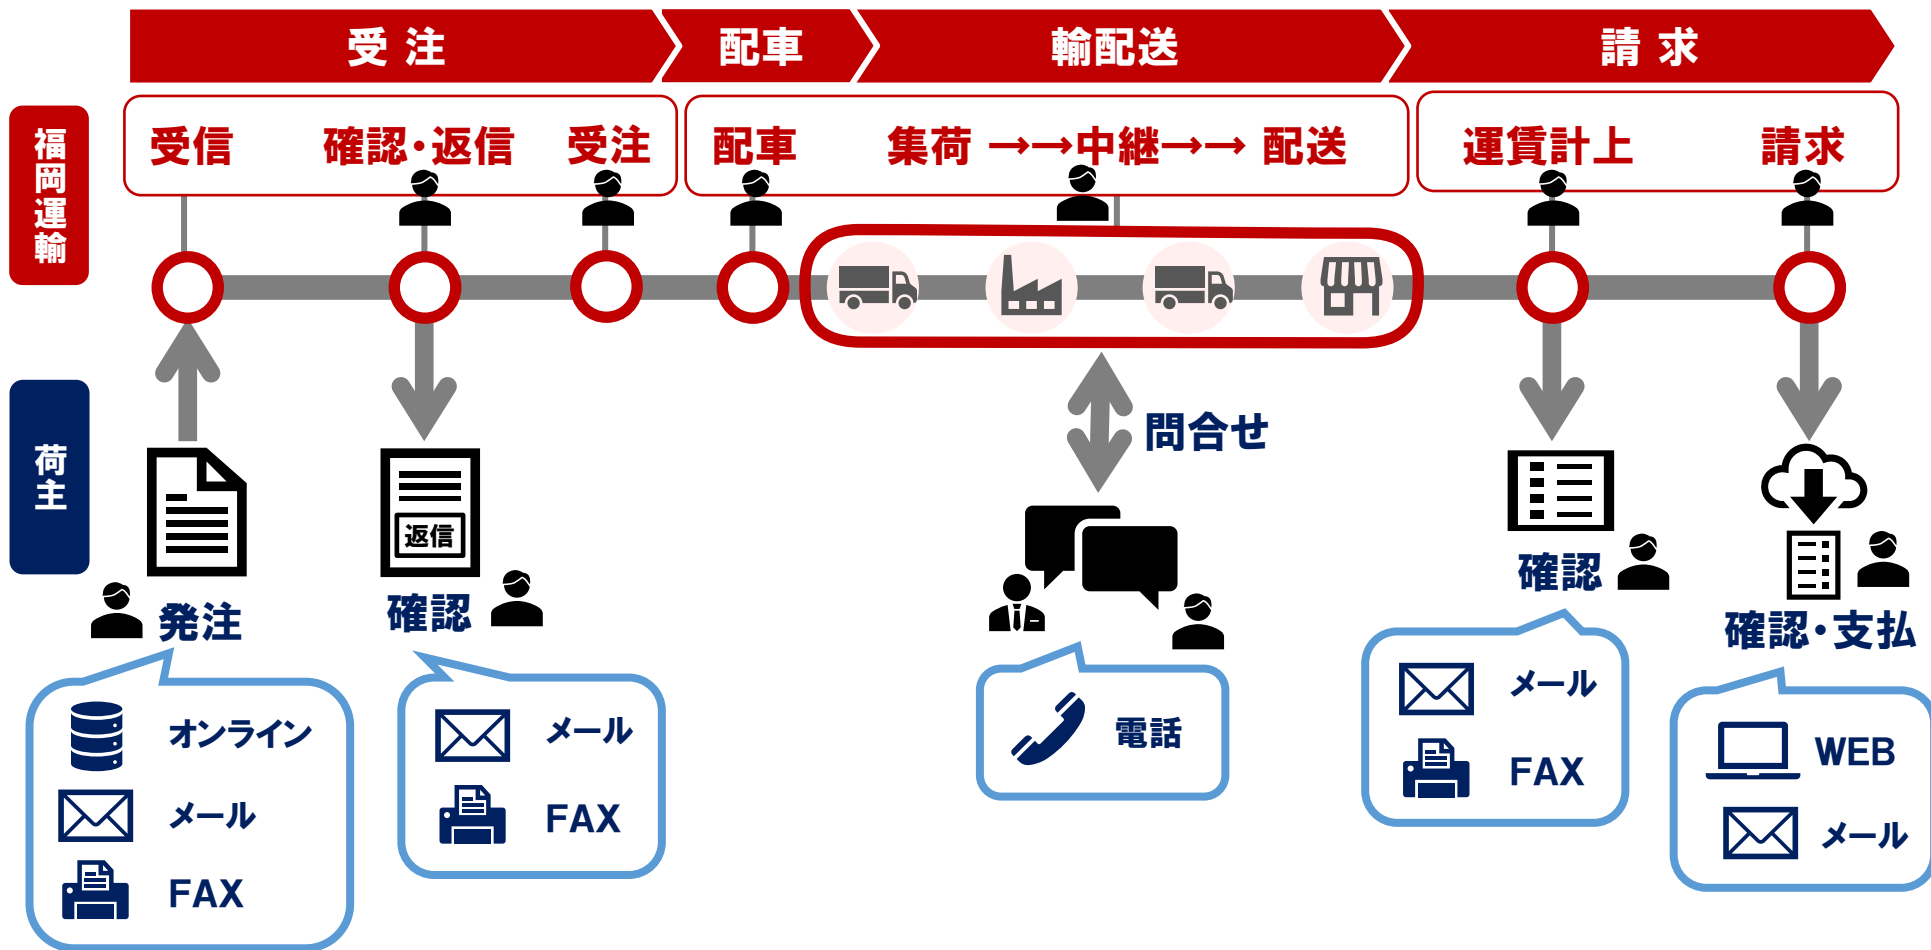 受 注
配車
輸配送
請 求
福岡運輸
受信
確認・返信
受注
配車
集荷 →→中継→→ 配送
運賃計上
請求
荷主
問合せ
返信
発注
確認
確認
確認・支払
オンライン
メール
FAX
メール
FAX
電話
メール
FAX
WEB
メール